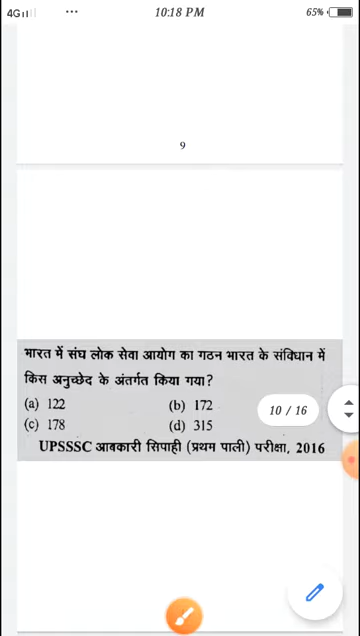 4G ... 10:18 PM 65%
9
भारत में संघ लोक सेवा आयोग का गठन भारत के संविधान में
किस अनुच्छेद के अंतर्गत किया गया?
(a) 122 (b) 172
10 / 16
(c) 178 (d) 315
UPSSSC आबकारी सिपाही (प्रथम पाली) परीक्षा, 2016